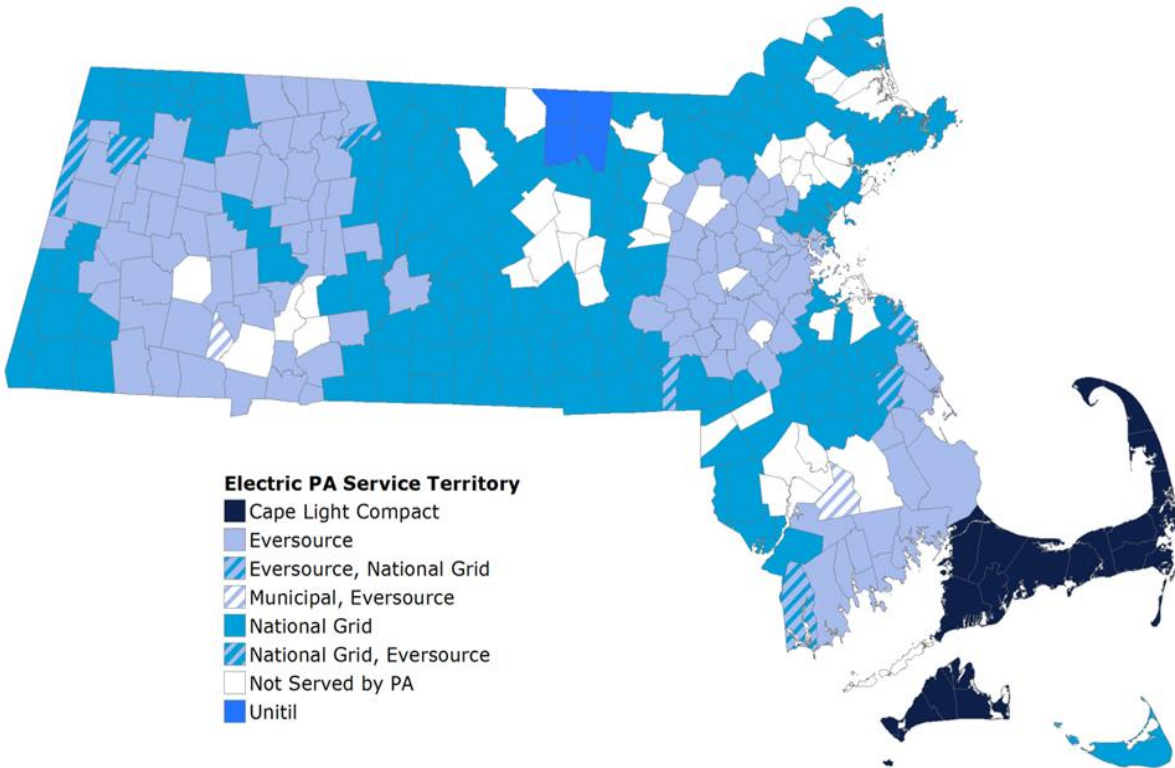 Electric PA Service Territory
Cape Light Compact
Eversource
Eversource, National Grid
Municipal, Eversource
National Grid
National Grid, Eversource
Not Served by PA
Unitil